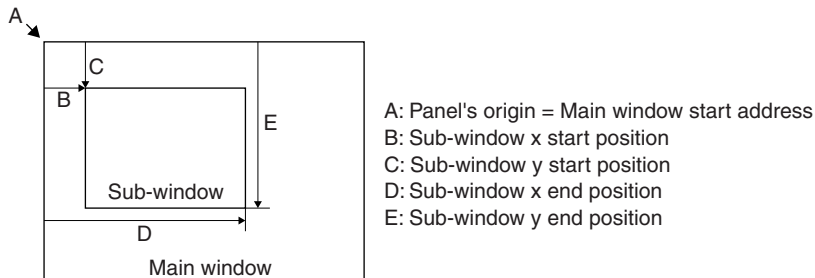 A
C
B
E
Sub-window
D
Main window
A: Panel's origin = Main window start address
B: Sub-window x start position
C: Sub-window y start position
D: Sub-window x end position
E: Sub-window y end position